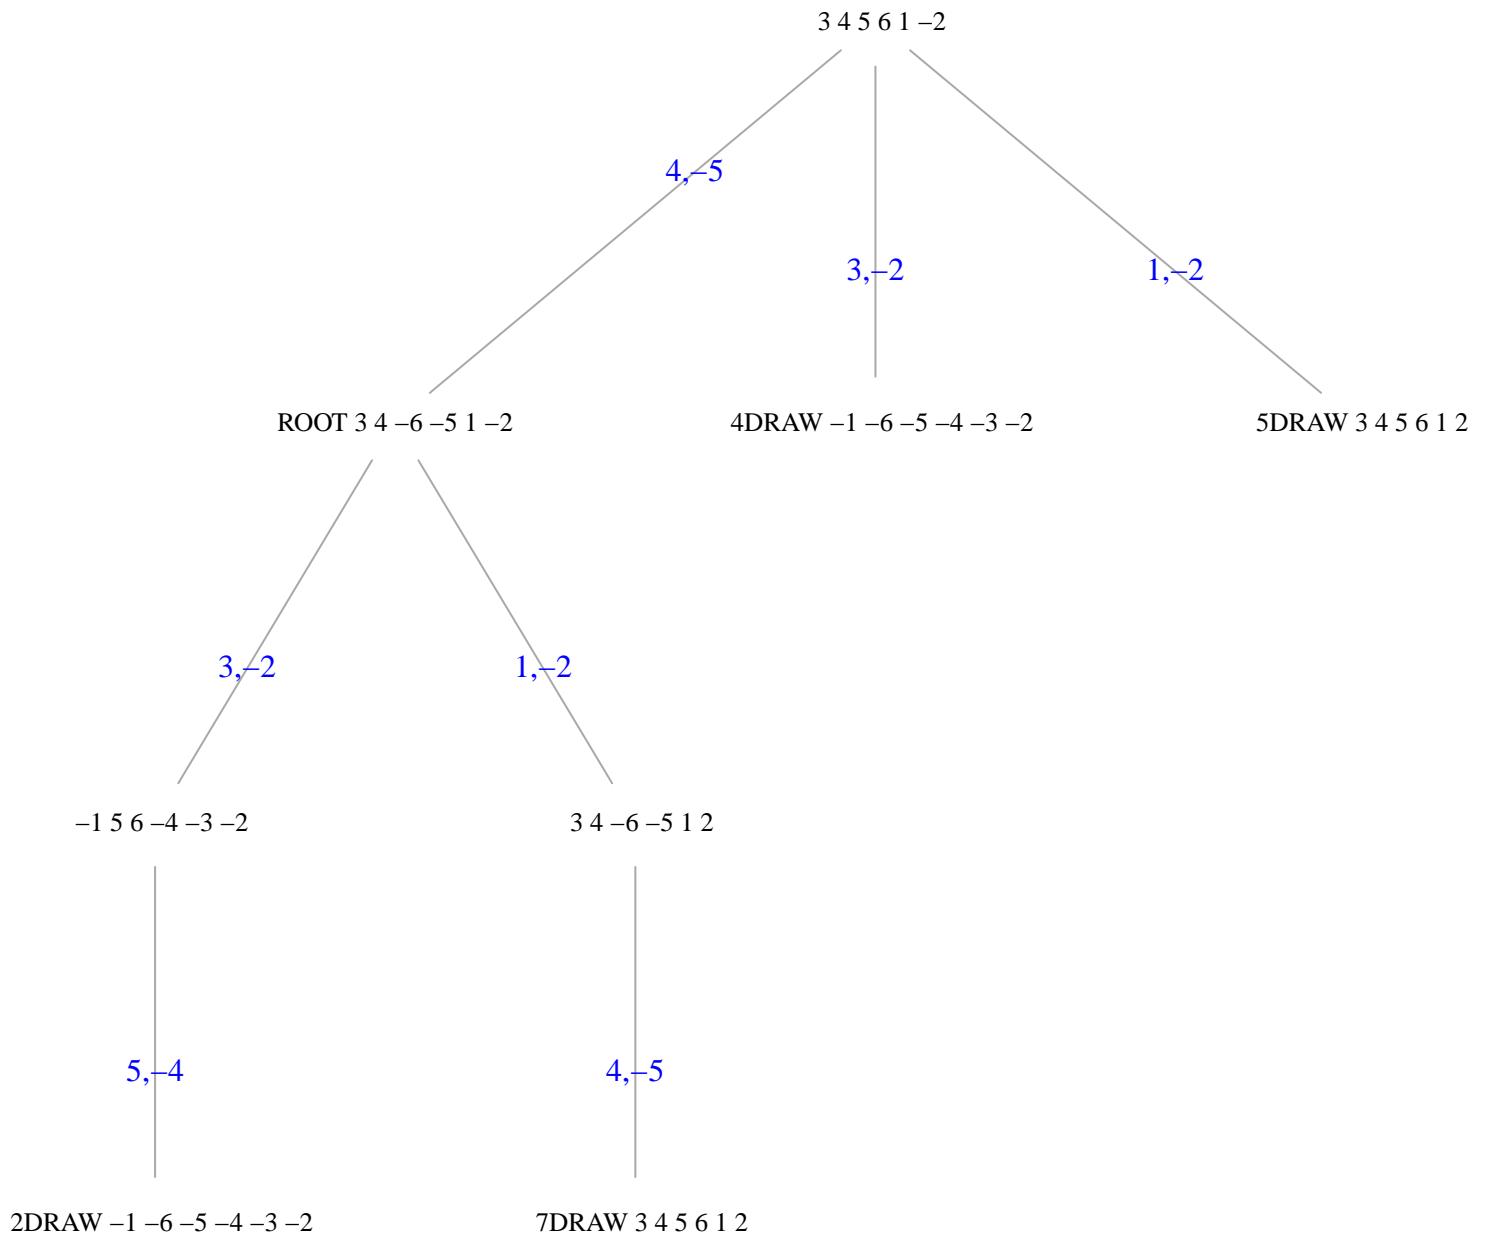 3 4 5 6 1 –2
4,–5
3,–2
1,–2
ROOT 3 4 –6 –5 1 –2
4DRAW –1 –6 –5 –4 –3 –2
5DRAW 3 4 5 6 1 2
3,–2
1,–2
–1 5 6 –4 –3 –2
3 4 –6 –5 1 2
5,–4
4,–5
2DRAW –1 –6 –5 –4 –3 –2
7DRAW 3 4 5 6 1 2